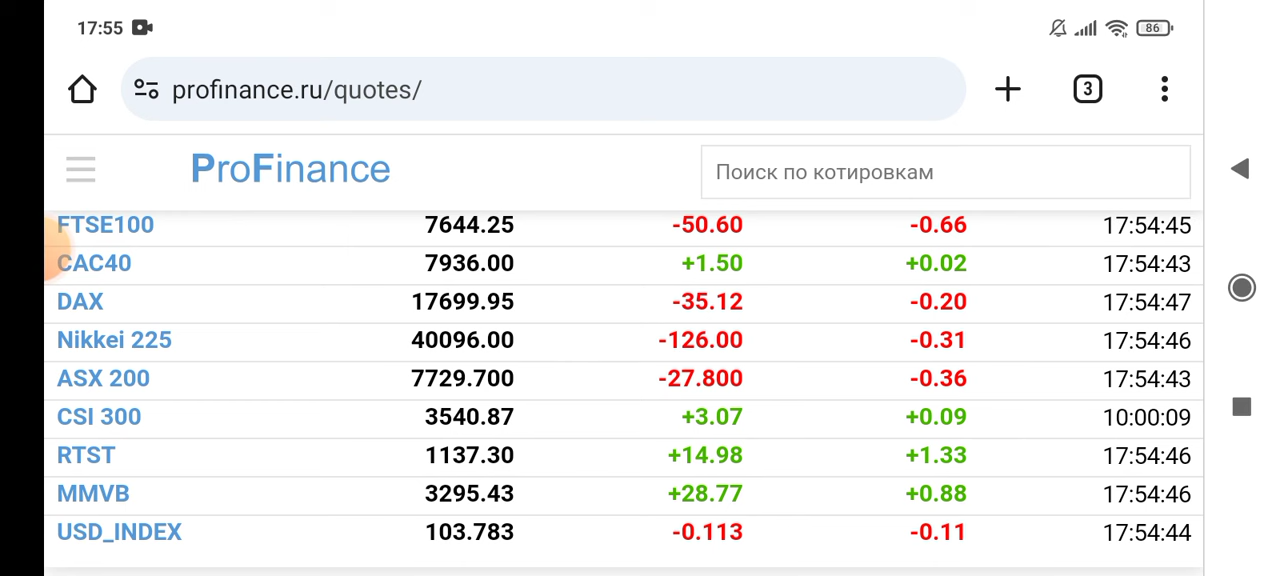 17:55 86
profinance.ru/quotes/ 3
ProFinance Поиск по котировкам
FTSE100 7644.25 -50.60 -0.66 17:54:45
CAC40 7936.00 +1.50 +0.02 17:54:43
DAX 17699.95 -35.12 -0.20 17:54:47
Nikkei 225 40096.00 -126.00 -0.31 17:54:46
ASX 200 7729.700 -27.800 -0.36 17:54:43
CSI 300 3540.87 +3.07 +0.09 10:00:09
RTST 1137.30 +14.98 +1.33 17:54:46
MMVB 3295.43 +28.77 +0.88 17:54:46
USD_INDEX 103.783 -0.113 -0.11 17:54:44